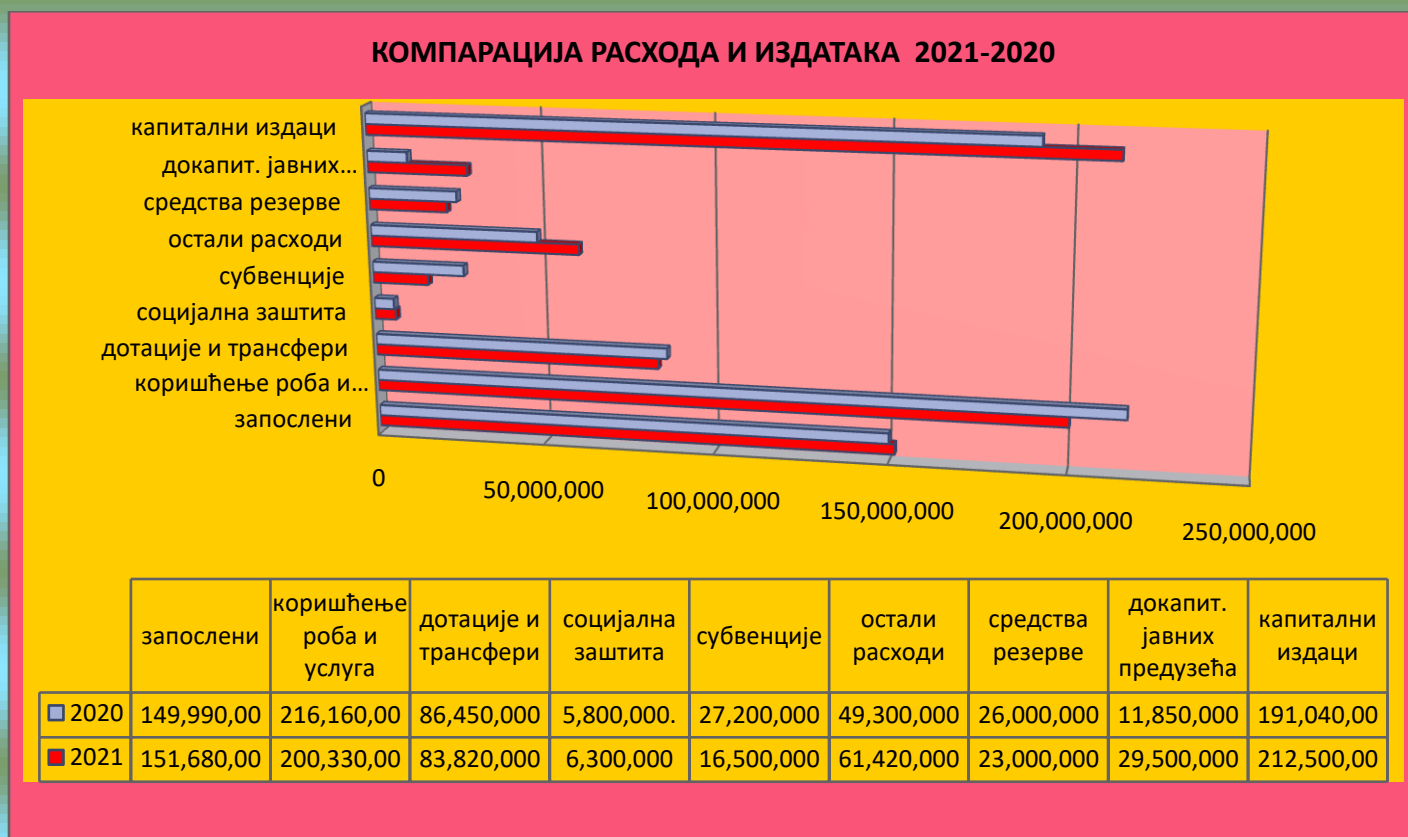 КОМПАРАЦИЈА РАСХОДА И ИЗДАТАКА 2021-2020
капитални издаци
докапит. јавних...
средства резерве
остали расходи
субвенције
социјална заштита
дотације и трансфери
коришћење роба и...
запослени
0
50,000,000
100,000,000
150,000,000
200,000,000
250,000,000
запослени
коришћење
роба и
услуга
дотације и
трансфери
социјална
заштита
субвенције
остали
расходи
средства
резерве
докапит.
јавних
предузећа
капитални
издаци
2020 149,990,00 216,160,00 86,450,000 5,800,000. 27,200,000 49,300,000 26,000,000 11,850,000 191,040,00
2021 151,680,00 200,330,00 83,820,000 6,300,000 16,500,000 61,420,000 23,000,000 29,500,000 212,500,00